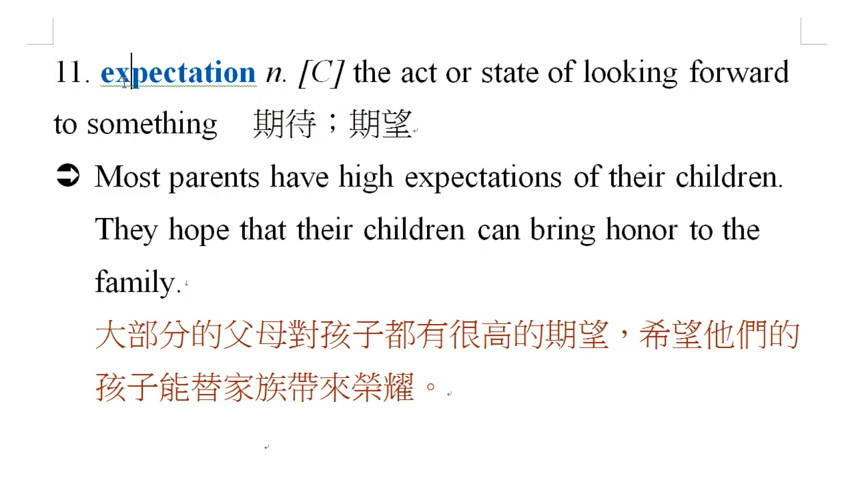 11. expectation n. [C] the act or state of looking forward
to something 期待；期望
➲ Most parents have high expectations of their children.
They hope that their children can bring honor to the
family.
大部分的父母對孩子都有很高的期望，希望他們的
孩子能替家族帶來榮耀。